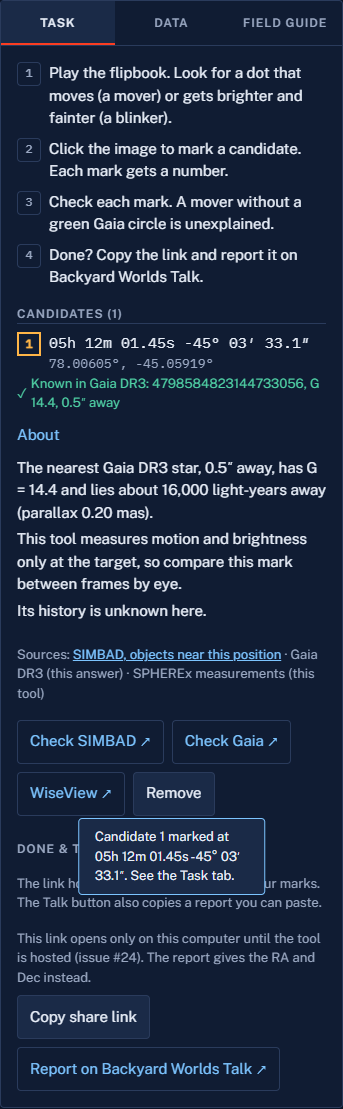 TASK DATA FIELD GUIDE
1 Play the flipbook. Look for a dot that
moves (a mover) or gets brighter and
fainter (a blinker).
2 Click the image to mark a candidate.
Each mark gets a number.
3 Check each mark. A mover without a
green Gaia circle is unexplained.
4 Done? Copy the link and report it on
Backyard Worlds Talk.
CANDIDATES (1)
1 05h 12m 01.45s -45° 03′ 33.1″
78.00605°, -45.05919°
✓ Known in Gaia DR3: 4798584823144733056, G
14.4, 0.5″ away
About
The nearest Gaia DR3 star, 0.5″ away, has G
= 14.4 and lies about 16,000 light-years away
(parallax 0.20 mas).
This tool measures motion and brightness
only at the target, so compare this mark
between frames by eye.
Its history is unknown here.
Sources: SIMBAD, objects near this position · Gaia
DR3 (this answer) · SPHEREx measurements (this
tool)
Check SIMBAD ↗ Check Gaia ↗
WiseView ↗ Remove
Candidate 1 marked at
05h 12m 01.45s -45° 03′
33.1″. See the Task tab.
DONE & T
The link ur marks.
The Talk button also copies a report you can paste.
This link opens only on this computer until the tool
is hosted (issue #24). The report gives the RA and
Dec instead.
Copy share link
Report on Backyard Worlds Talk ↗